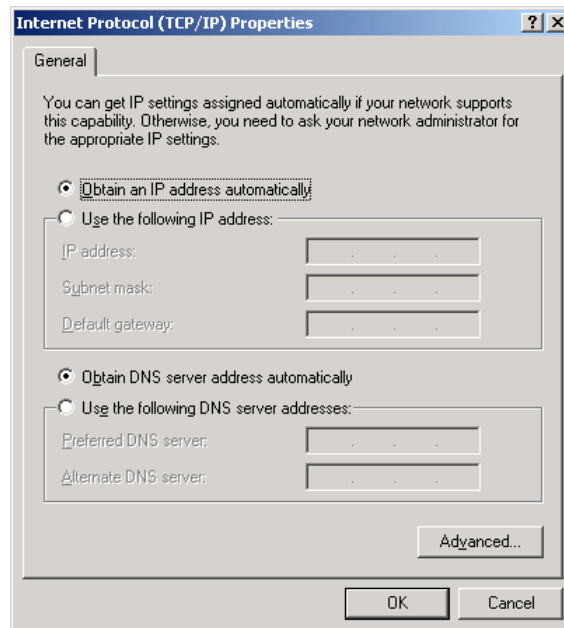 Internet Protocol (TCP/IP) Properties
General
You can get IP settings assigned automatically if your network supports
this capability. Otherwise, you need to ask your network administrator for
the appropriate IP settings.
Obtain an IP address automatically
Use the following IP address:
IP address:
Subnet mask:
Default gateway:
Obtain DNS server address automatically
Use the following DNS server addresses:
Preferred DNS server:
Alternate DNS server:
Advanced...
OK Cancel